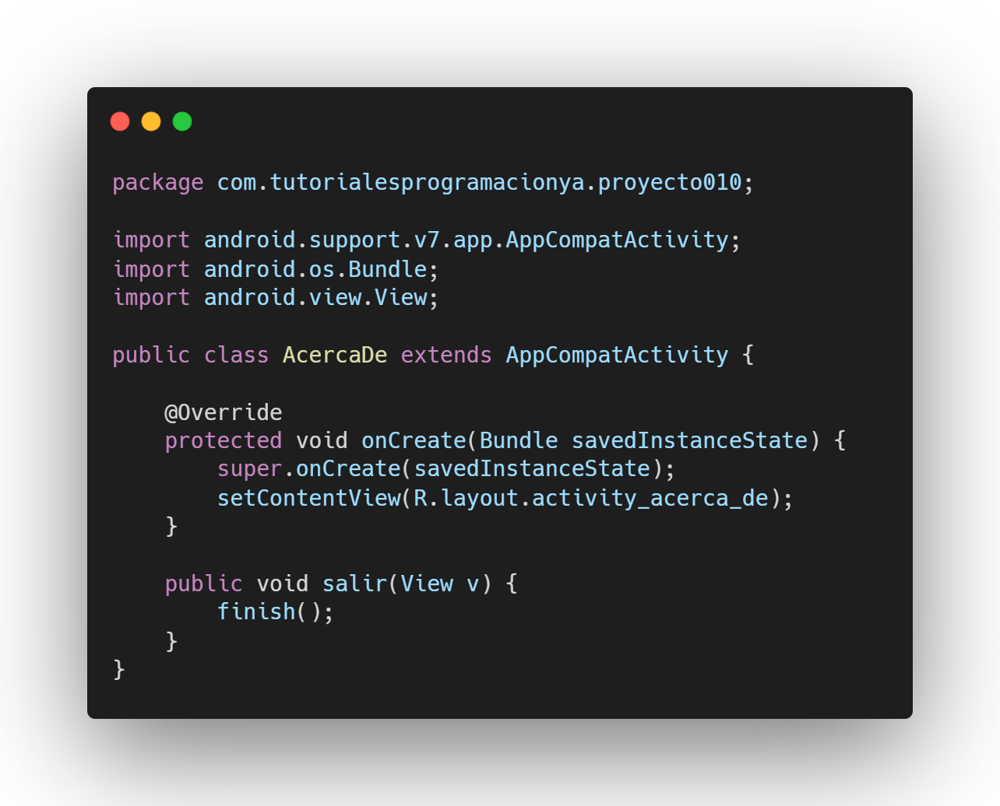 package com.tutorialesprogramacionya.proyecto010;

import android.support.v7.app.AppCompatActivity;
import android.os.Bundle;
import android.view.View;

public class AcercaDe extends AppCompatActivity {

    @Override
    protected void onCreate(Bundle savedInstanceState) {
        super.onCreate(savedInstanceState);
        setContentView(R.layout.activity_acerca_de);
    }

    public void salir(View v) {
        finish();
    }
}